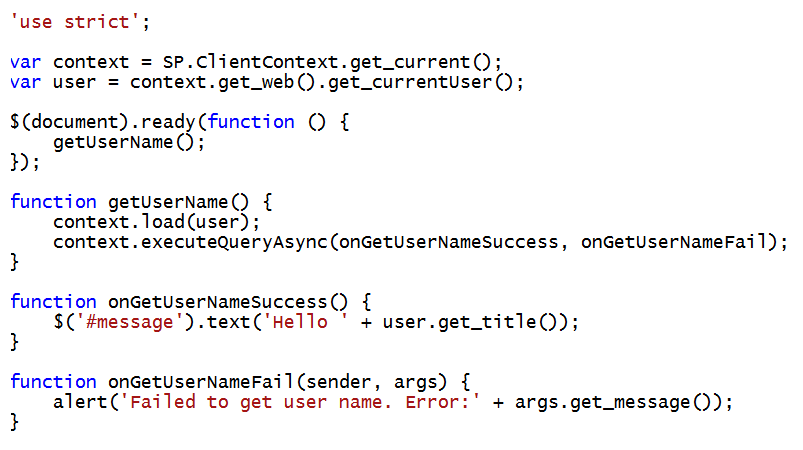 'use strict';

var context = SP.ClientContext.get_current();
var user = context.get_web().get_currentUser();

$(document).ready(function () {
    getUserName();
});

function getUserName() {
    context.load(user);
    context.executeQueryAsync(onGetUserNameSuccess, onGetUserNameFail);
}

function onGetUserNameSuccess() {
    $('#message').text('Hello ' + user.get_title());
}

function onGetUserNameFail(sender, args) {
    alert('Failed to get user name. Error:' + args.get_message());
}